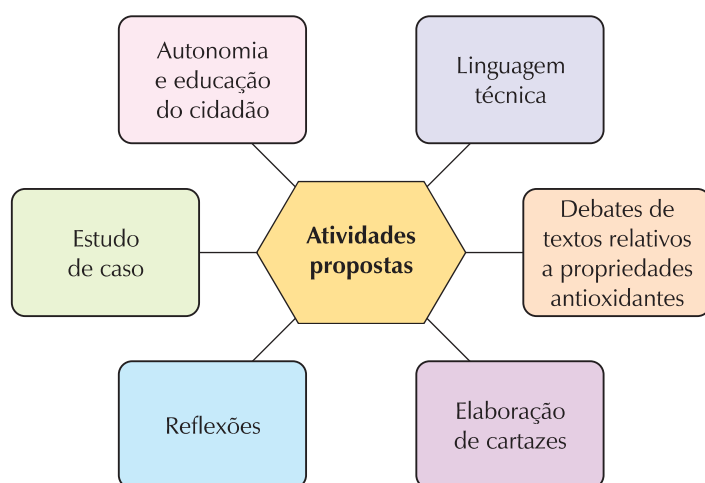 Autonomia
e educação
do cidadão
Linguagem
técnica
Estudo
de caso
Atividades
propostas
Debates de
textos relativos
a propriedades
antioxidantes
Reflexões
Elaboração
de cartazes